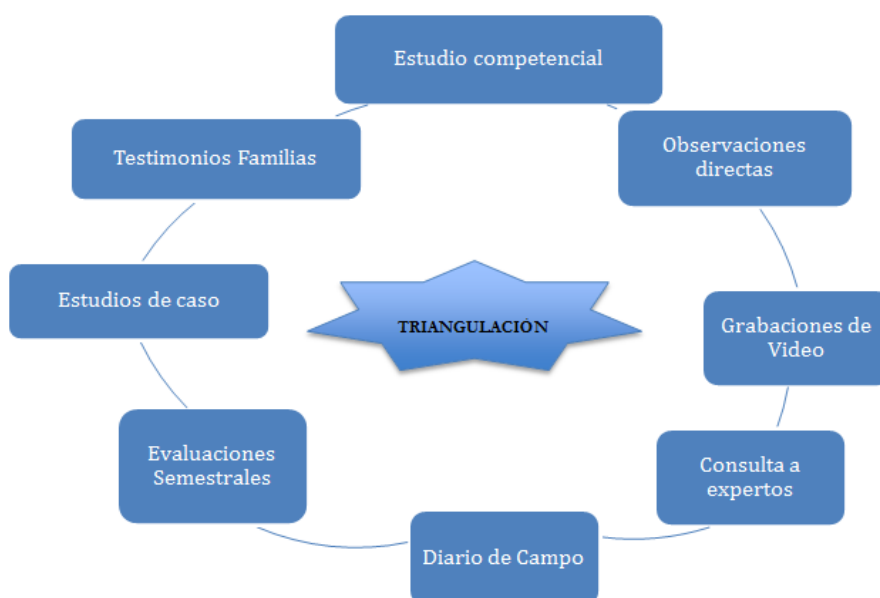 Estudio competencial
Observaciones
directas
Testimonios Familias
Estudios de caso
TRIANGULACIÓN
Grabaciones de
Video
Evaluaciones
Semestrales
Consulta a
expertos
Diario de Campo